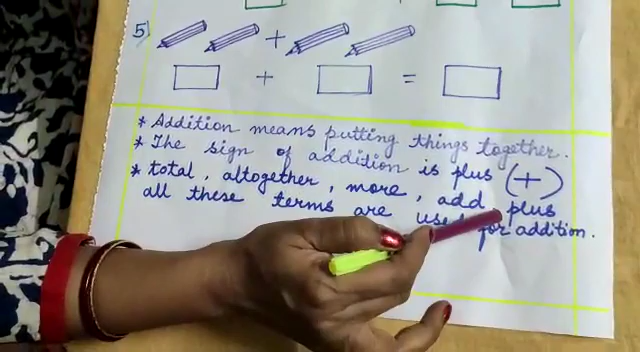 5)
+
+ =
* Addition means putting things together.
* The sign of addition is plus (+)
* total, altogether, more, add, plus
all these terms are used for addition.